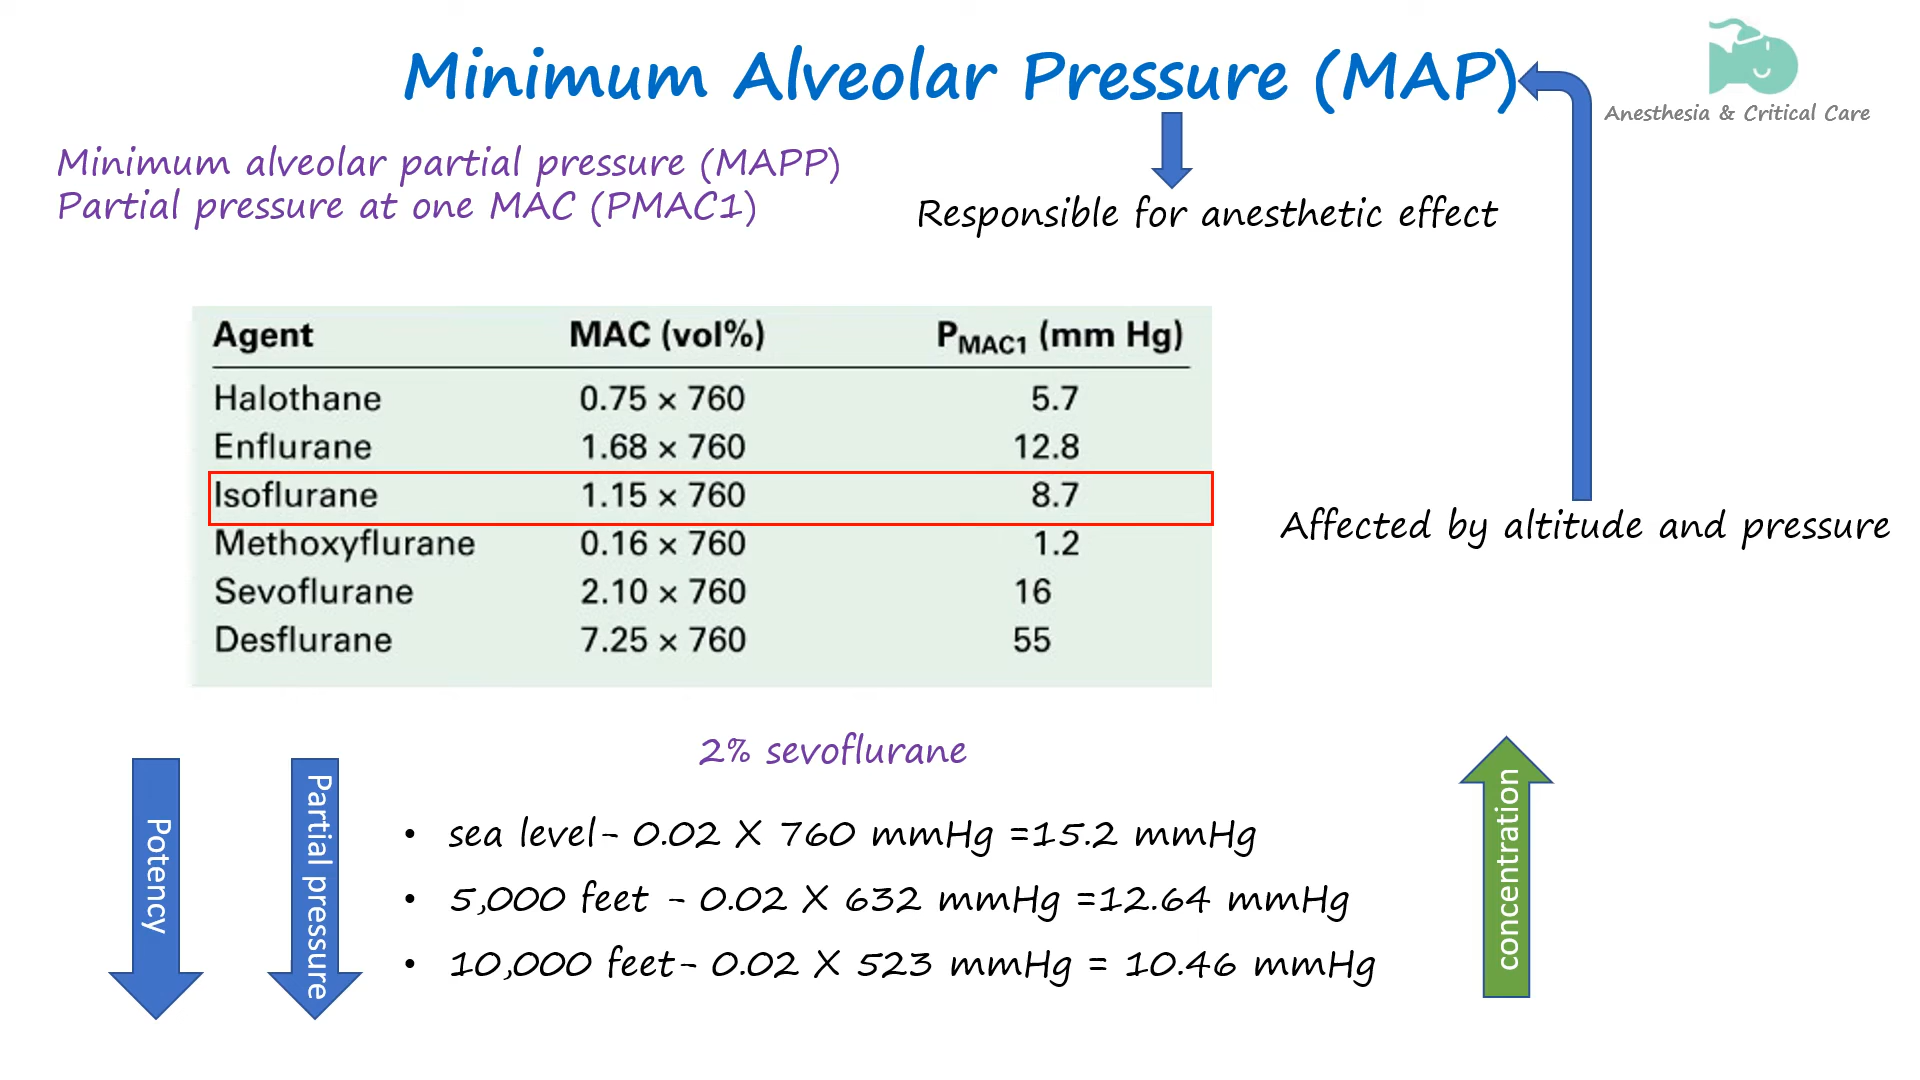 Minimum Alveolar Pressure (MAP)
Anesthesia & Critical Care
Minimum alveolar partial pressure (MAPP)
Partial pressure at one MAC (PMAC1)
Responsible for anesthetic effect
Agent MAC (vol%) PMAC1 (mm Hg)
Halothane 0.75 × 760 5.7
Enflurane 1.68 × 760 12.8
Isoflurane 1.15 × 760 8.7
Methoxyflurane 0.16 × 760 1.2
Sevoflurane 2.10 × 760 16
Desflurane 7.25 × 760 55
Affected by altitude and pressure
2% sevoflurane
Potency
Partial pressure
• sea level- 0.02 X 760 mmHg =15.2 mmHg
• 5,000 feet - 0.02 X 632 mmHg =12.64 mmHg
• 10,000 feet- 0.02 X 523 mmHg = 10.46 mmHg
concentration